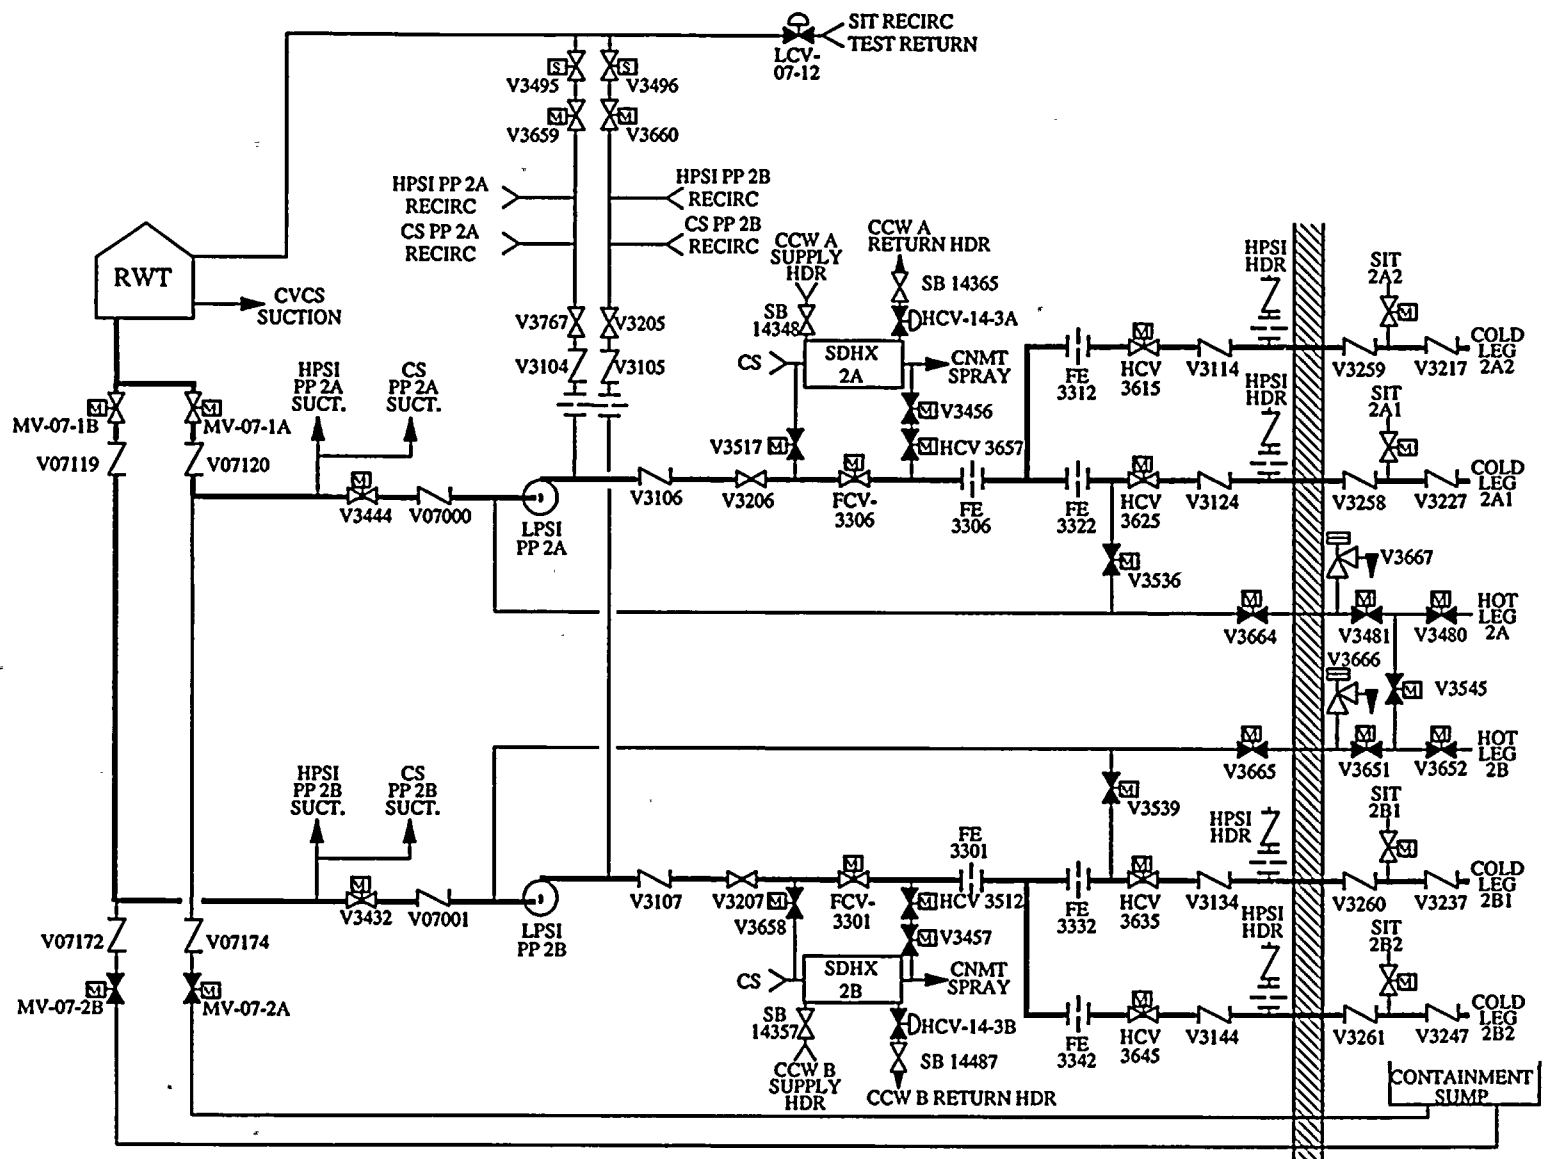 SIT RECIRC
TEST RETURN
LCV-
07-12
S
V3495
S
V3496
M
V3659
M
V3660
HPSI PP 2A
RECIRC
HPSI PP 2B
RECIRC
CS PP 2A
RECIRC
CS PP 2B
RECIRC
RWT
CVCS
SUCTION
V3767
V3205
V3104
V3105
CCW A
SUPPLY
HDR
CCW A
RETURN HDR
SB 14365
SB
14348
HCV-14-3A
CS
SDHX
2A
CNMT
SPRAY
HPSI
HDR
SIT
2A2
M
FE
3312
M
HCV
3615
V3114
V3259
V3217
COLD
LEG
2A2
HPSI
PP 2A
SUCT.
CS
PP 2A
SUCT.
M
MV-07-1B
M
MV-07-1A
V07119
V07120
M
V3444
V07000
LPSI
PP 2A
V3106
V3206
M
V3517
M
FCV-
3306
M
V3456
M
HCV 3657
FE
3306
FE
3322
M
HCV
3625
V3124
HPSI
HDR
SIT
2A1
M
V3258
V3227
COLD
LEG
2A1
M
V3536
V3667
M
V3664
M
V3481
M
V3480
HOT
LEG
2A
V3666
M
V3545
M
V3665
M
V3651
M
V3652
HOT
LEG
2B
M
V3539
HPSI
PP 2B
SUCT.
CS
PP 2B
SUCT.
M
V3432
V07001
LPSI
PP 2B
V3107
V3207
M
V3658
M
FCV-
3301
M
HCV 3512
M
V3457
FE
3301
FE
3332
M
HCV
3635
V3134
HPSI
HDR
SIT
2B1
M
V3260
V3237
COLD
LEG
2B1
V07172
V07174
M
MV-07-2B
M
MV-07-2A
CS
SDHX
2B
CNMT
SPRAY
SB
14357
HCV-14-3B
SB 14487
CCW B
SUPPLY
HDR
CCW B RETURN HDR
FE
3342
M
HCV
3645
V3144
HPSI
HDR
SIT
2B2
M
V3261
V3247
COLD
LEG
2B2
CONTAINMENT
SUMP